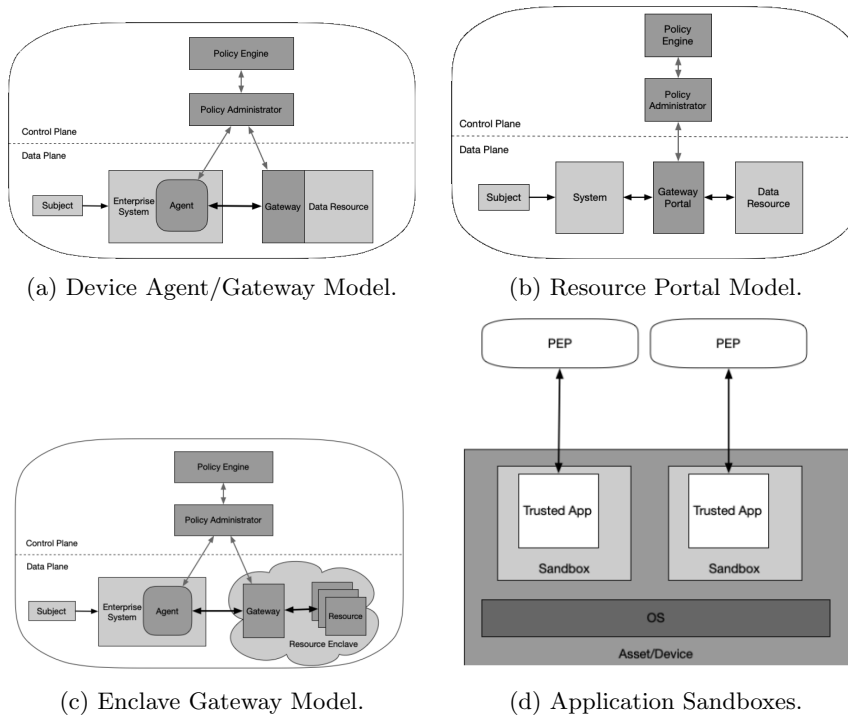 Policy Engine
Policy Administrator
Control Plane
Data Plane
Subject
Enterprise
System
Agent
Gateway
Data Resource
(a) Device Agent/Gateway Model.
Policy
Engine
Policy
Administrator
Control Plane
Data Plane
Subject
System
Gateway
Portal
Data
Resource
(b) Resource Portal Model.
Policy Engine
Policy Administrator
Control Plane
Data Plane
Subject
Enterprise
System
Agent
Gateway
Resource
Resource Enclave
(c) Enclave Gateway Model.
PEP
PEP
Trusted App
Trusted App
Sandbox
Sandbox
OS
Asset/Device
(d) Application Sandboxes.